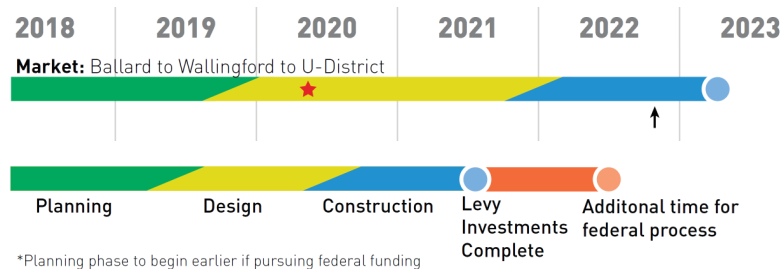 2018 2019 2020 2021 2022 2023
Market: Ballard to Wallingford to U-District
Planning Design Construction Levy Investments Complete Additonal time for federal process
*Planning phase to begin earlier if pursuing federal funding